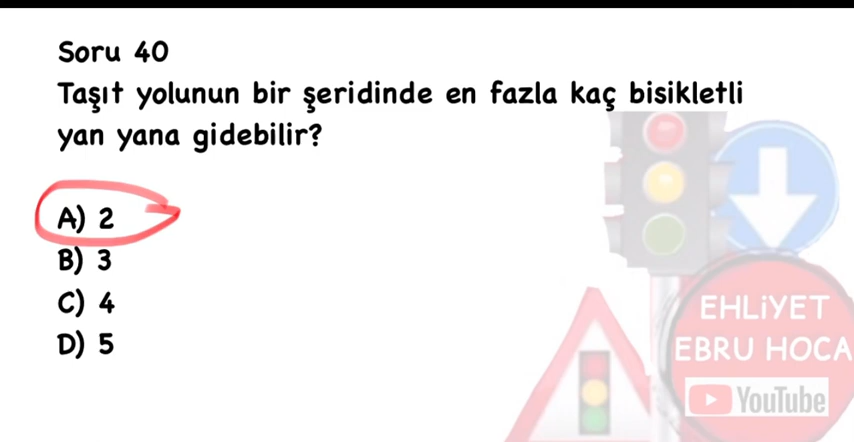 Soru 40
Taşıt yolunun bir şeridinde en fazla kaç bisikletli
yan yana gidebilir?
A) 2
B) 3
C) 4
D) 5
EHLİYET
EBRU HOCA
YouTube